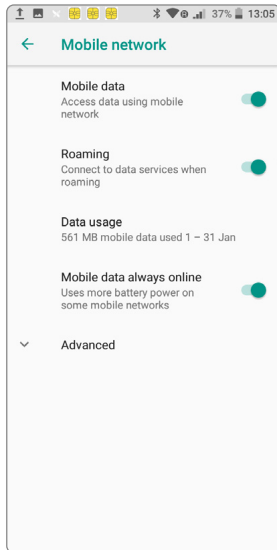 37% 13:05
Mobile network
Mobile data
Access data using mobile
network
Roaming
Connect to data services when
roaming
Data usage
561 MB mobile data used 1 – 31 Jan
Mobile data always online
Uses more battery power on
some mobile networks
Advanced